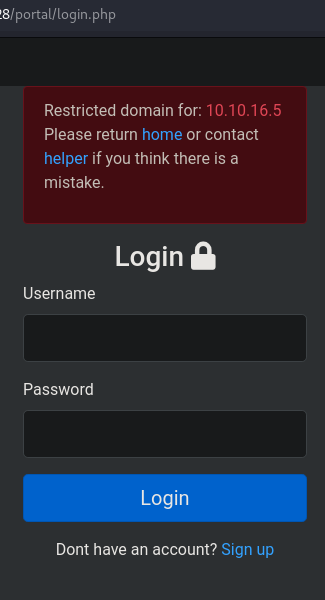 28/portal/login.php
Restricted domain for: 10.10.16.5
Please return home or contact
helper if you think there is a
mistake.
Login
Username
Password
Login
Dont have an account? Sign up